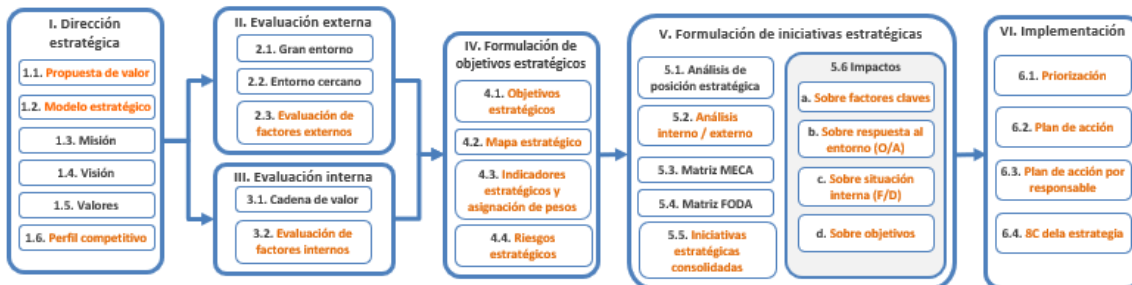 I. Dirección
estratégica
1.1. Propuesta de valor
1.2. Modelo estratégico
1.3. Misión
1.4. Visión
1.5. Valores
1.6. Perfil competitivo
II. Evaluación externa
2.1. Gran entorno
2.2. Entorno cercano
2.3. Evaluación de
factores externos
III. Evaluación interna
3.1. Cadena de valor
3.2. Evaluación de
factores internos
IV. Formulación de
objetivos estratégicos
4.1. Objetivos
estratégicos
4.2. Mapa estratégico
4.3. Indicadores
estratégicos y
asignación de pesos
4.4. Riesgos
estratégicos
V. Formulación de iniciativas estratégicas
5.1. Análisis de
posición estratégica
5.2. Análisis
interno / externo
5.3. Matriz MECA
5.4. Matriz FODA
5.5. Iniciativas
estratégicas
consolidadas
5.6 Impactos
a. Sobre factores claves
b. Sobre respuesta al
entorno (O/A)
c. Sobre situación
interna (F/D)
d. Sobre objetivos
VI. Implementación
6.1. Priorización
6.2. Plan de acción
6.3. Plan de acción por
responsable
6.4. 8C dela estrategia